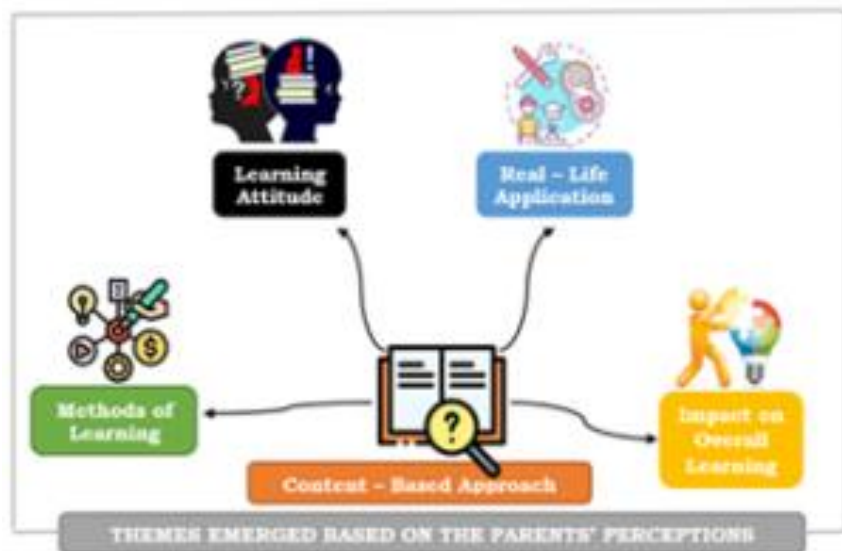 Learning
Attitude
Real – Life
Application
Methods of
Learning
?
Impact on
Overall
Learning
Content – Based Approach
THEMES EMERGED BASED ON THE PARENTS' PERCEPTIONS